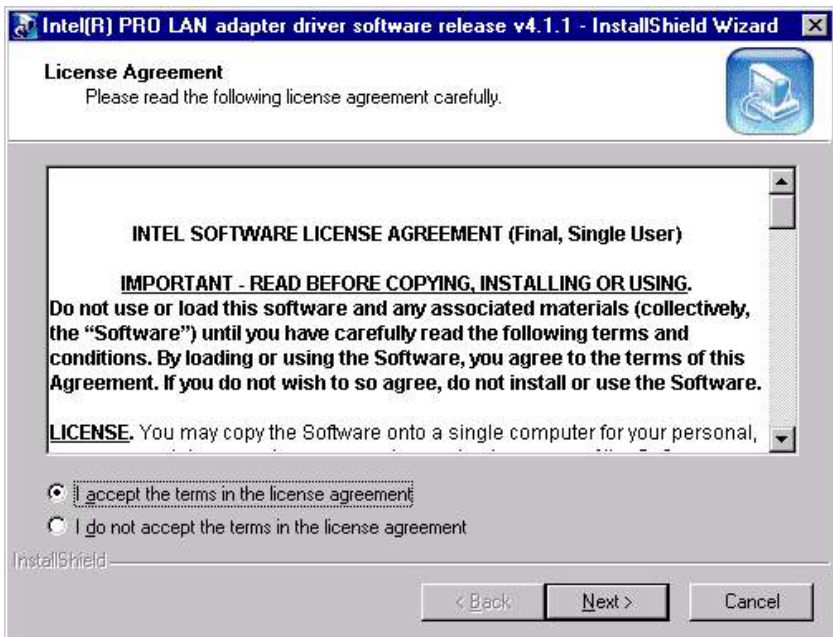 Intel(R) PRO LAN adapter driver software release v4.1.1 - InstallShield Wizard
License Agreement
Please read the following license agreement carefully.
INTEL SOFTWARE LICENSE AGREEMENT (Final, Single User)
IMPORTANT - READ BEFORE COPYING, INSTALLING OR USING.
Do not use or load this software and any associated materials (collectively,
the “Software”) until you have carefully read the following terms and
conditions. By loading or using the Software, you agree to the terms of this
Agreement. If you do not wish to so agree, do not install or use the Software.
LICENSE. You may copy the Software onto a single computer for your personal,
I accept the terms in the license agreement
I do not accept the terms in the license agreement
InstallShield
< Back
Next >
Cancel